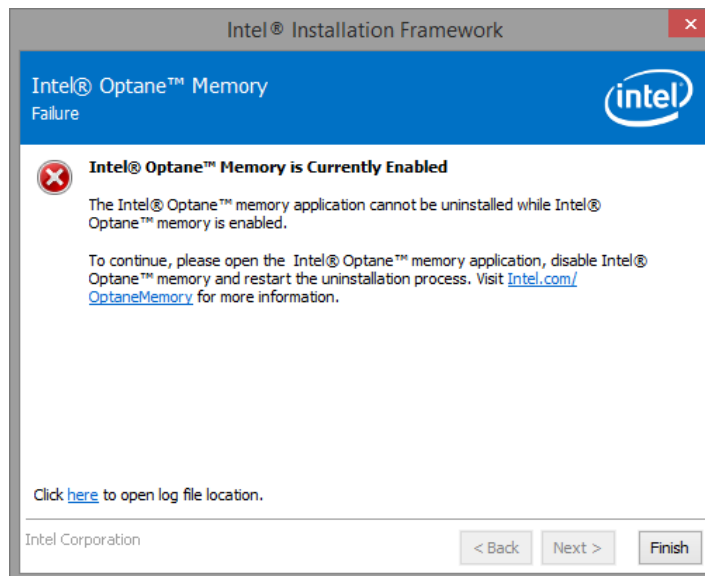 Intel® Installation Framework
Intel® Optane™ Memory
Failure
intel
Intel® Optane™ Memory is Currently Enabled
The Intel® Optane™ memory application cannot be uninstalled while Intel®
Optane™ memory is enabled.
To continue, please open the  Intel® Optane™ memory application, disable Intel®
Optane™ memory and restart the uninstallation process. Visit Intel.com/
OptaneMemory for more information.
Click here to open log file location.
Intel Corporation
< Back
Next >
Finish